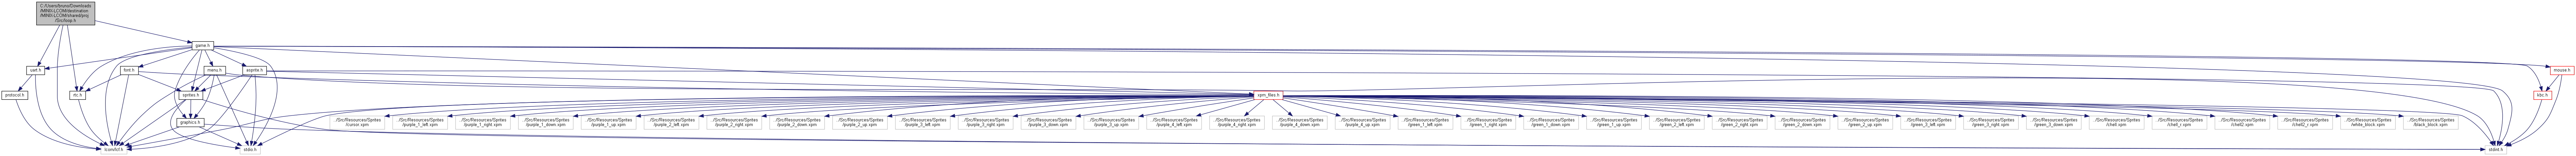 C:/Users/bruno/Downloads
/MINIX-LCOM/destination
/MINIX-LCOM/shared/proj
/Src/loop.h
game.h
uart.h
font.h
menu.h
esprite.h
mouse.h
protocol.h
rtc.h
sprites.h
xpm_files.h
kbc.h
graphics.h
/Src/Resources/Sprites
/cursor.xpm
/Src/Resources/Sprites
/purple_1_left.xpm
/Src/Resources/Sprites
/purple_1_right.xpm
/Src/Resources/Sprites
/purple_1_down.xpm
/Src/Resources/Sprites
/purple_1_up.xpm
/Src/Resources/Sprites
/purple_2_left.xpm
/Src/Resources/Sprites
/purple_2_right.xpm
/Src/Resources/Sprites
/purple_2_down.xpm
/Src/Resources/Sprites
/purple_2_up.xpm
/Src/Resources/Sprites
/purple_3_left.xpm
/Src/Resources/Sprites
/purple_3_right.xpm
/Src/Resources/Sprites
/purple_3_down.xpm
/Src/Resources/Sprites
/purple_3_up.xpm
/Src/Resources/Sprites
/purple_4_left.xpm
/Src/Resources/Sprites
/purple_4_right.xpm
/Src/Resources/Sprites
/purple_4_down.xpm
/Src/Resources/Sprites
/purple_4_up.xpm
/Src/Resources/Sprites
/green_1_left.xpm
/Src/Resources/Sprites
/green_1_right.xpm
/Src/Resources/Sprites
/green_1_down.xpm
/Src/Resources/Sprites
/green_1_up.xpm
/Src/Resources/Sprites
/green_2_left.xpm
/Src/Resources/Sprites
/green_2_right.xpm
/Src/Resources/Sprites
/green_2_down.xpm
/Src/Resources/Sprites
/green_2_up.xpm
/Src/Resources/Sprites
/green_3_left.xpm
/Src/Resources/Sprites
/green_3_right.xpm
/Src/Resources/Sprites
/green_3_down.xpm
/Src/Resources/Sprites
/chell.xpm
/Src/Resources/Sprites
/chell_r.xpm
/Src/Resources/Sprites
/chell2.xpm
/Src/Resources/Sprites
/chell2_r.xpm
/Src/Resources/Sprites
/white_block.xpm
/Src/Resources/Sprites
/black_block.xpm
lcom/lcf.h
stdio.h
stdint.h